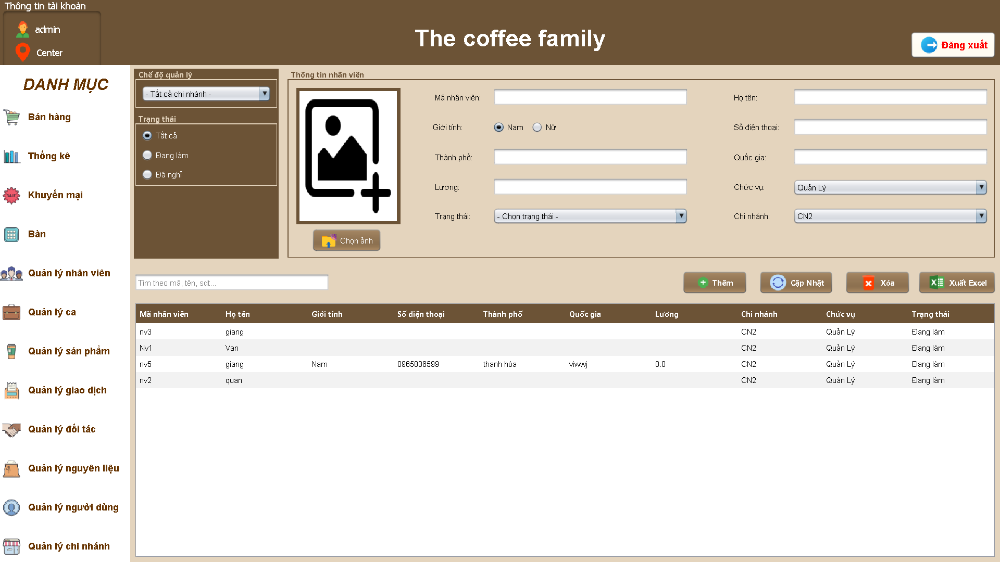 Thông tin tài khoản
admin
Center
The coffee family
Đăng xuất
DANH MỤC
Bán hàng
Thống kê
Khuyến mại
SALE
Bàn
Quản lý nhân viên
Quản lý ca
Quản lý sản phẩm
Quản lý giao dịch
Quản lý đối tác
Quản lý nguyên liệu
Quản lý người dùng
Quản lý chi nhánh
Chế độ quản lý
- Tất cả chi nhánh -
Trạng thái
Tất cả
Đang làm
Đã nghỉ
Thông tin nhân viên
Chọn ảnh
Mã nhân viên:
Họ tên:
Giới tính: Nam Nữ
Số điện thoại:
Thành phố:
Quốc gia:
Lương:
Chức vụ: Quản Lý
Trạng thái: - Chọn trạng thái -
Chi nhánh: CN2
Tìm theo mã, tên, sdt...
Thêm
Cập Nhật
Xóa
Xuất Excel
Mã nhân viên Họ tên Giới tính Số điện thoại Thành phố Quốc gia Lương Chi nhánh Chức vụ Trạng thái
nv3 giang CN2 Quản Lý Đang làm
Nv1 Van CN2 Quản Lý Đang làm
nv5 giang Nam 0965836599 thanh hóa viwwj 0.0 CN2 Quản Lý Đang làm
nv2 quan CN2 Quản Lý Đang làm